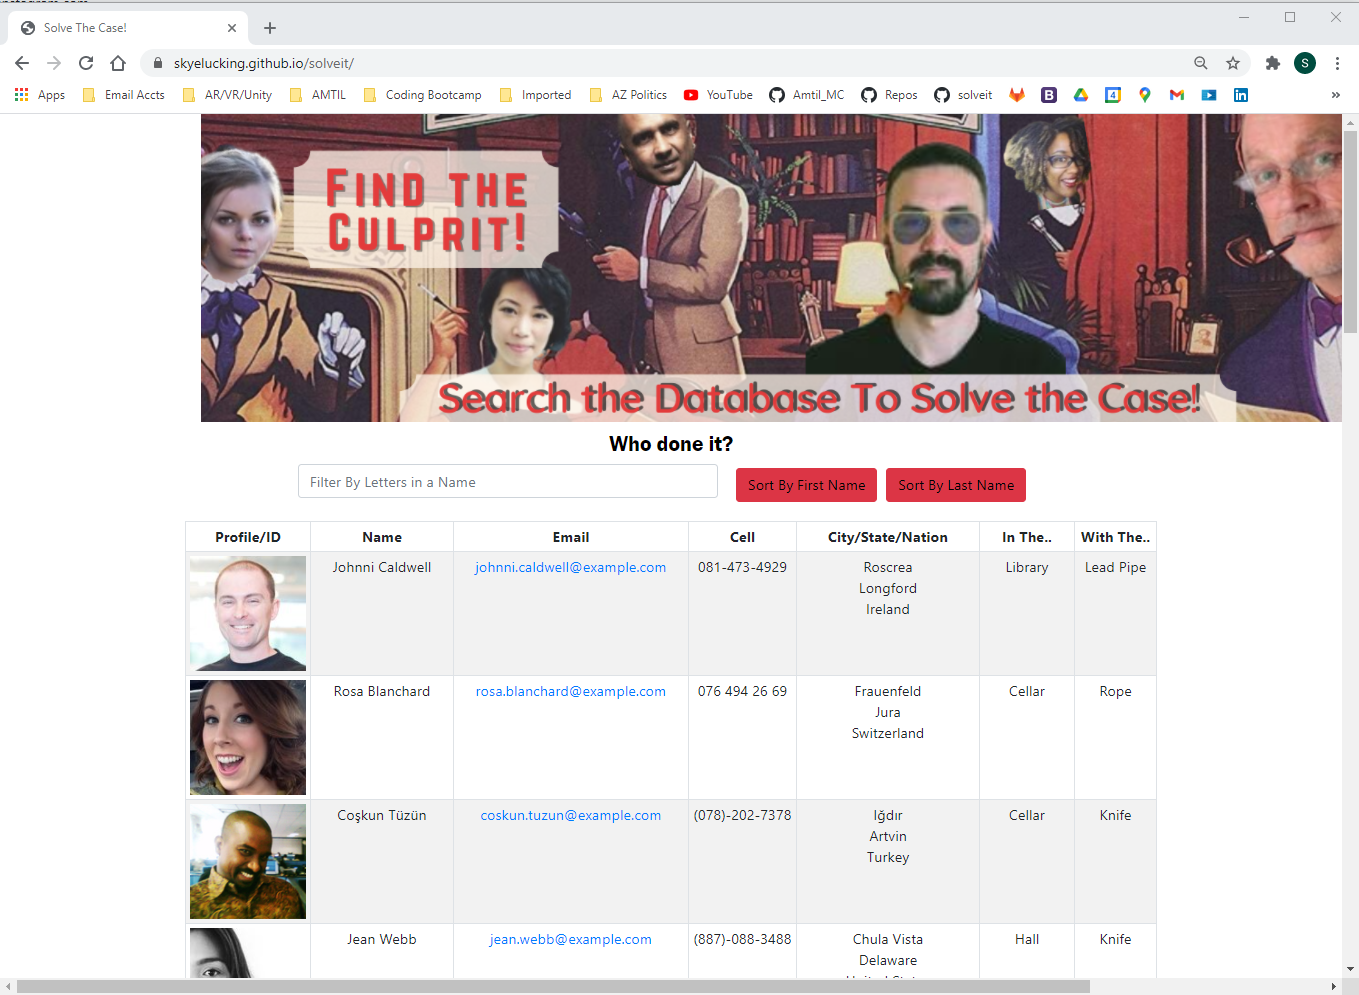 Solve The Case!
skyelucking.github.io/solveit/
S
Apps Email Accts AR/VR/Unity AMTIL Coding Bootcamp Imported AZ Politics YouTube Amtil_MC Repos solveit B 4 in »
FIND THE
CULPRIT!
Search the Database To Solve the Case!
Who done it?
Filter By Letters in a Name Sort By First Name Sort By Last Name
Profile/ID Name Email Cell City/State/Nation In The.. With The..
Johnni Caldwell johnni.caldwell@example.com 081-473-4929 Roscrea Library Lead Pipe
Longford
Ireland
Rosa Blanchard rosa.blanchard@example.com 076 494 26 69 Frauenfeld Cellar Rope
Jura
Switzerland
Coşkun Tüzün coskun.tuzun@example.com (078)-202-7378 Iğdır Cellar Knife
Artvin
Turkey
Jean Webb jean.webb@example.com (887)-088-3488 Chula Vista Hall Knife
Delaware